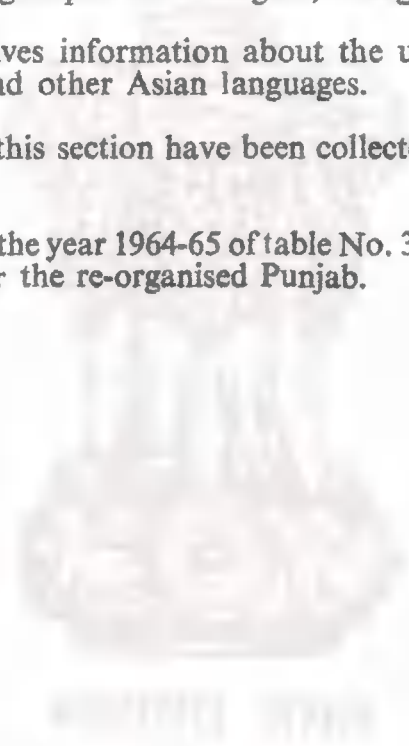 ves information about the u
nd other Asian languages.
this section have been collect
the year 1964-65 of table No. 3
r the re-organised Punjab.